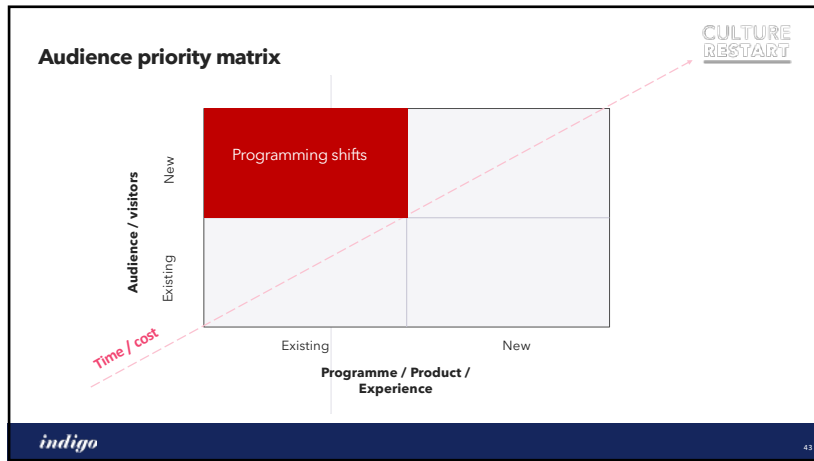 CULTURE
RESTART
Audience priority matrix
Programming shifts
New
Audience / visitors
Existing
Time / cost
Existing
New
Programme / Product /
Experience
indigo
43